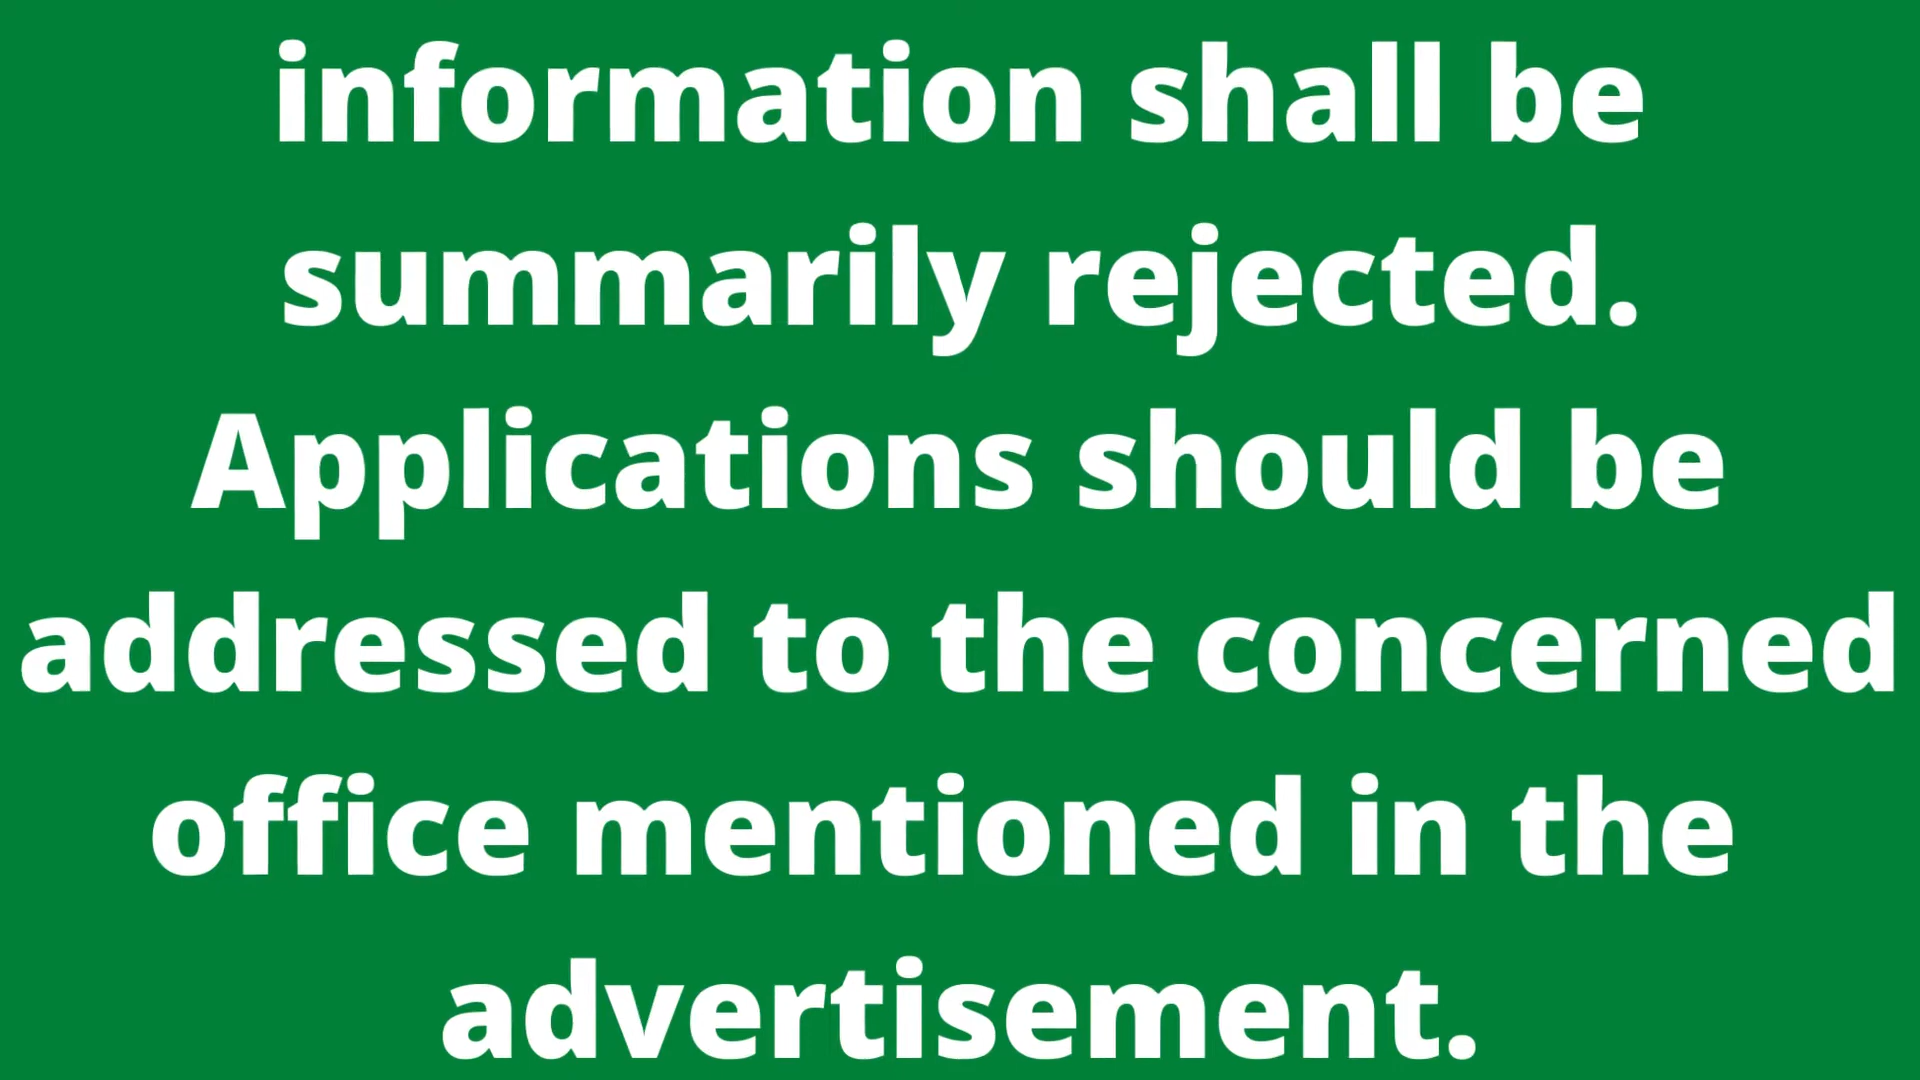 information shall be
summarily rejected.
Applications should be
addressed to the concerned
office mentioned in the
advertisement.